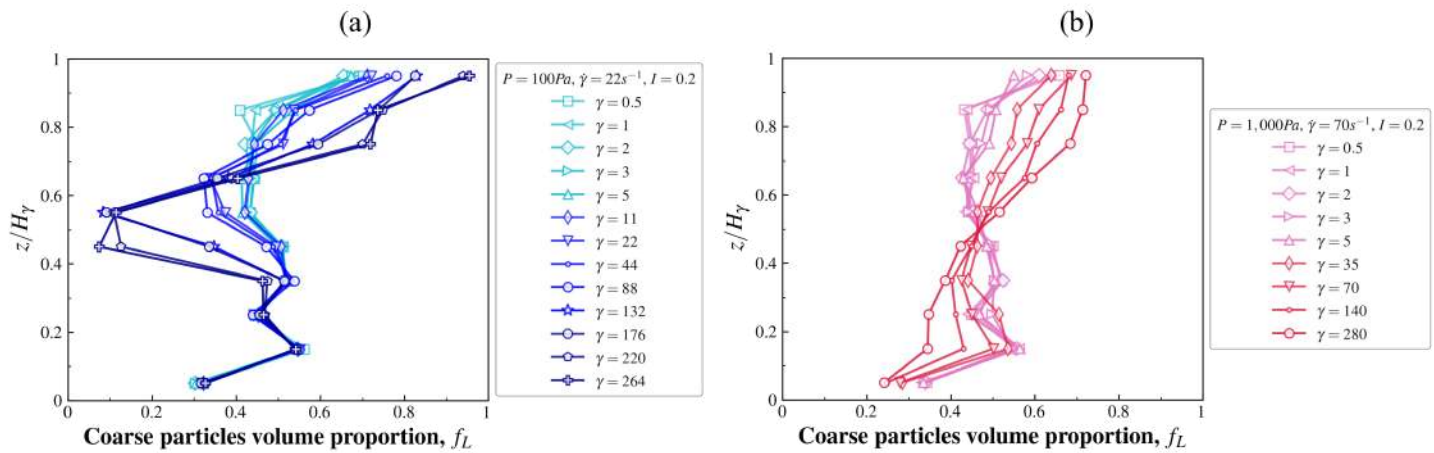 (a)
1
0.8
0.6
0.4
0.2
0
z/H_γ
0 0.2 0.4 0.6 0.8 1
Coarse particles volume proportion, f_L
P = 100Pa, γ̇ = 22s⁻¹, I = 0.2
γ = 0.5
γ = 1
γ = 2
γ = 3
γ = 5
γ = 11
γ = 22
γ = 44
γ = 88
γ = 132
γ = 176
γ = 220
γ = 264
(b)
1
0.8
0.6
0.4
0.2
0
z/H_γ
0 0.2 0.4 0.6 0.8 1
Coarse particles volume proportion, f_L
P = 1,000Pa, γ̇ = 70s⁻¹, I = 0.2
γ = 0.5
γ = 1
γ = 2
γ = 3
γ = 5
γ = 35
γ = 70
γ = 140
γ = 280